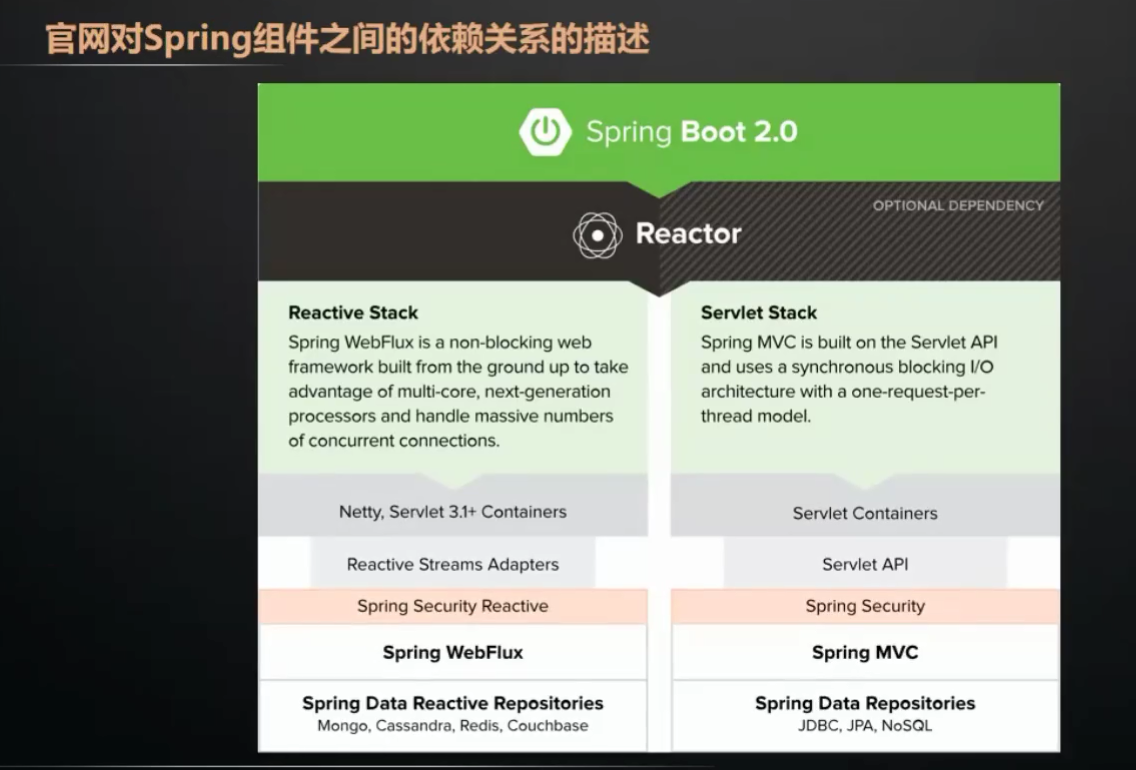 官网对Spring组件之间的依赖关系的描述
Spring Boot 2.0
OPTIONAL DEPENDENCY
Reactor
Reactive Stack
Spring WebFlux is a non-blocking web
framework built from the ground up to take
advantage of multi-core, next-generation
processors and handle massive numbers
of concurrent connections.
Servlet Stack
Spring MVC is built on the Servlet API
and uses a synchronous blocking I/O
architecture with a one-request-per-
thread model.
Netty, Servlet 3.1+ Containers
Servlet Containers
Reactive Streams Adapters
Servlet API
Spring Security Reactive
Spring Security
Spring WebFlux
Spring MVC
Spring Data Reactive Repositories
Mongo, Cassandra, Redis, Couchbase
Spring Data Repositories
JDBC, JPA, NoSQL